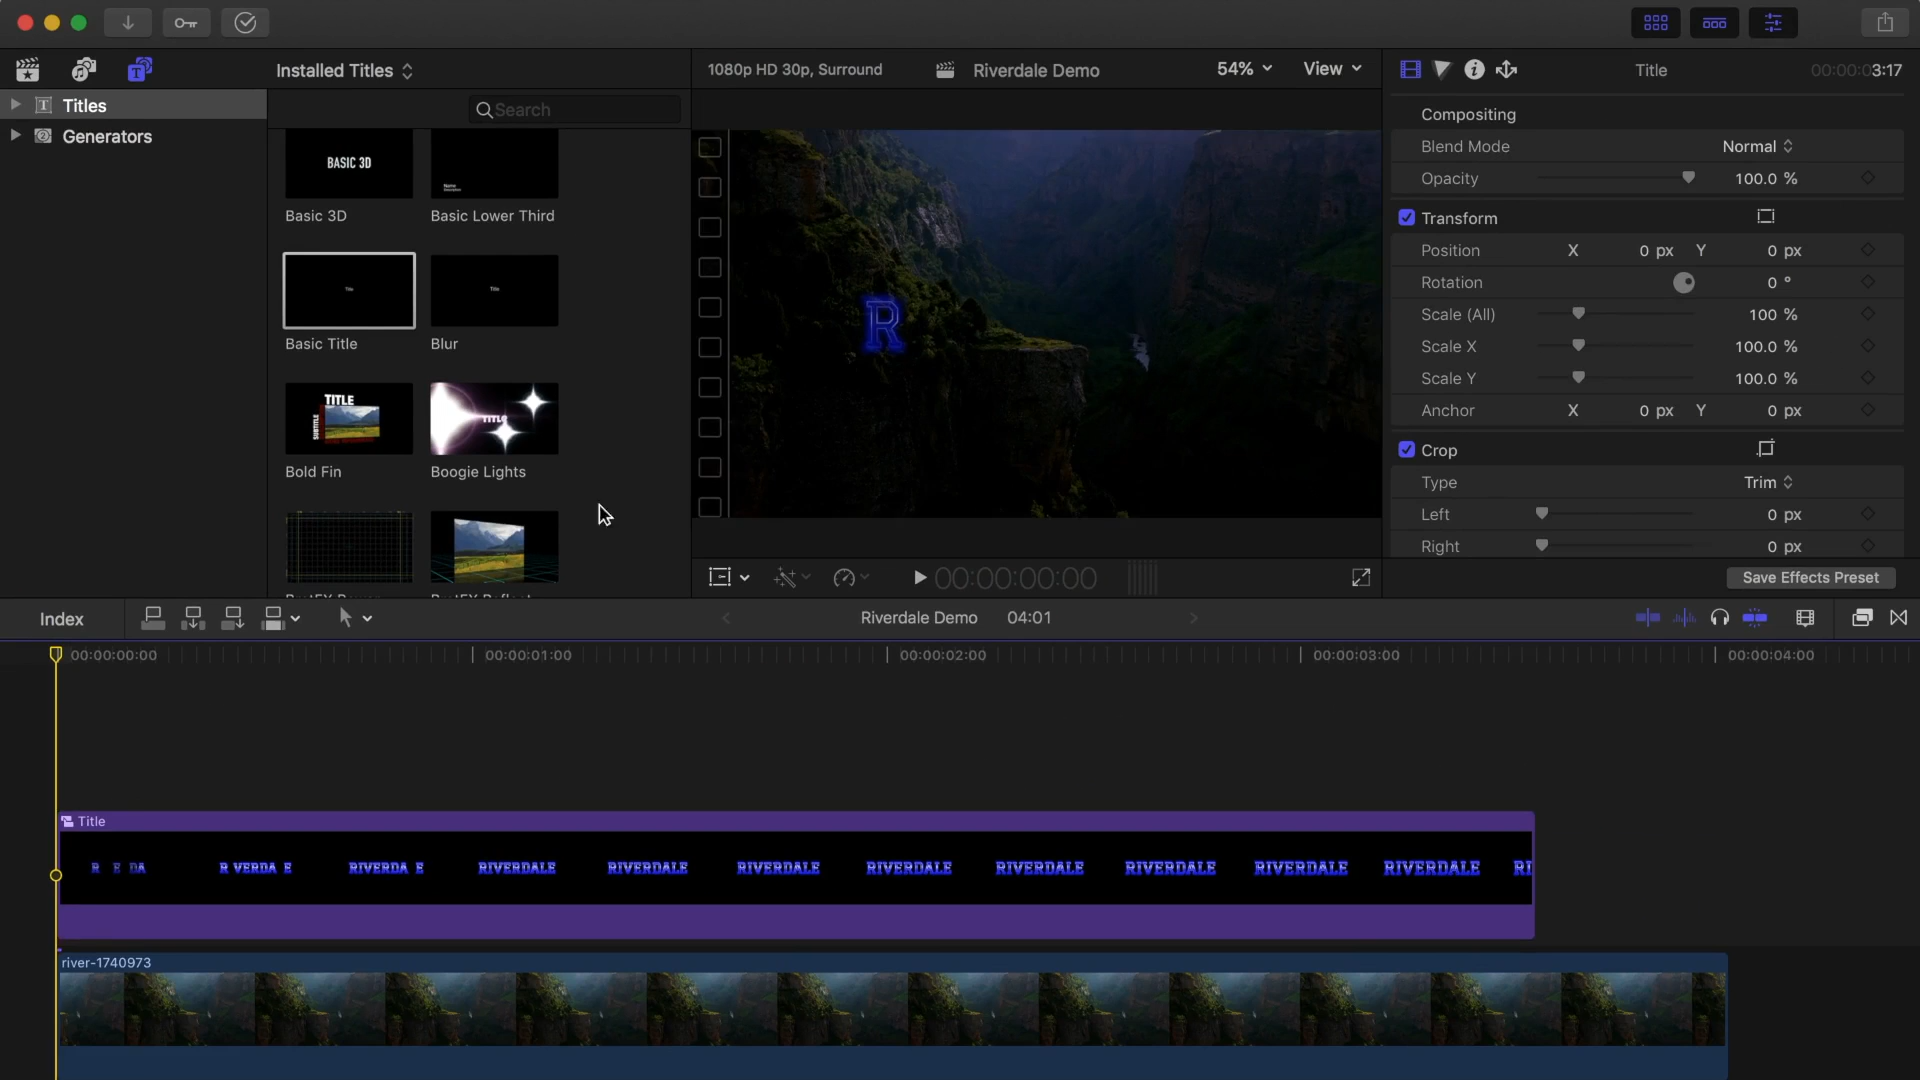 Installed Titles
1080p HD 30p, Surround
Riverdale Demo
54%
View
Title
00:00:03:17
Titles
Generators
Search
BASIC 3D
Basic 3D
Name
Basic Lower Third
Title
Basic Title
Title
Blur
TITLE
SUBTITLE
Bold Fin
TITLE
Boogie Lights
R
Compositing
Blend Mode
Normal
Opacity
100.0 %
Transform
Position
X
0 px
Y
0 px
Rotation
0 °
Scale (All)
100 %
Scale X
100.0 %
Scale Y
100.0 %
Anchor
X
0 px
Y
0 px
Crop
Type
Trim
Left
0 px
Right
0 px
00:00:00:00
Save Effects Preset
Index
Riverdale Demo
04:01
00:00:00:00
00:00:01:00
00:00:02:00
00:00:03:00
00:00:04:00
Title
R E DA
R VERDA E
RIVERDA E
RIVERDALE
RIVERDALE
RIVERDALE
RIVERDALE
RIVERDALE
RIVERDALE
RIVERDALE
RIVERDALE
RI
river-1740973